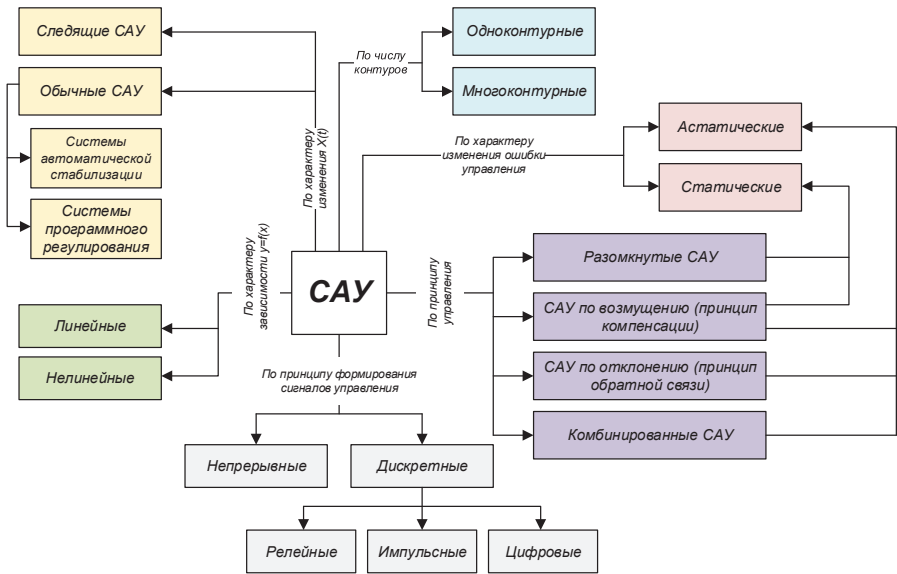 Следящие САУ
Обычные САУ
Системы
автоматической
стабилизации
Системы
программного
регулирования
По характеру
изменения X(t)
По числу
контуров
Одноконтурные
Многоконтурные
По характеру
изменения ошибки
управления
Астатические
Статические
По характеру
зависимости y=f(x)
САУ
По принципу
управления
Разомкнутые САУ
САУ по возмущению (принцип
компенсации)
САУ по отклонению (принцип
обратной связи)
Комбинированные САУ
Линейные
Нелинейные
По принципу формирования
сигналов управления
Непрерывные
Дискретные
Релейные
Импульсные
Цифровые